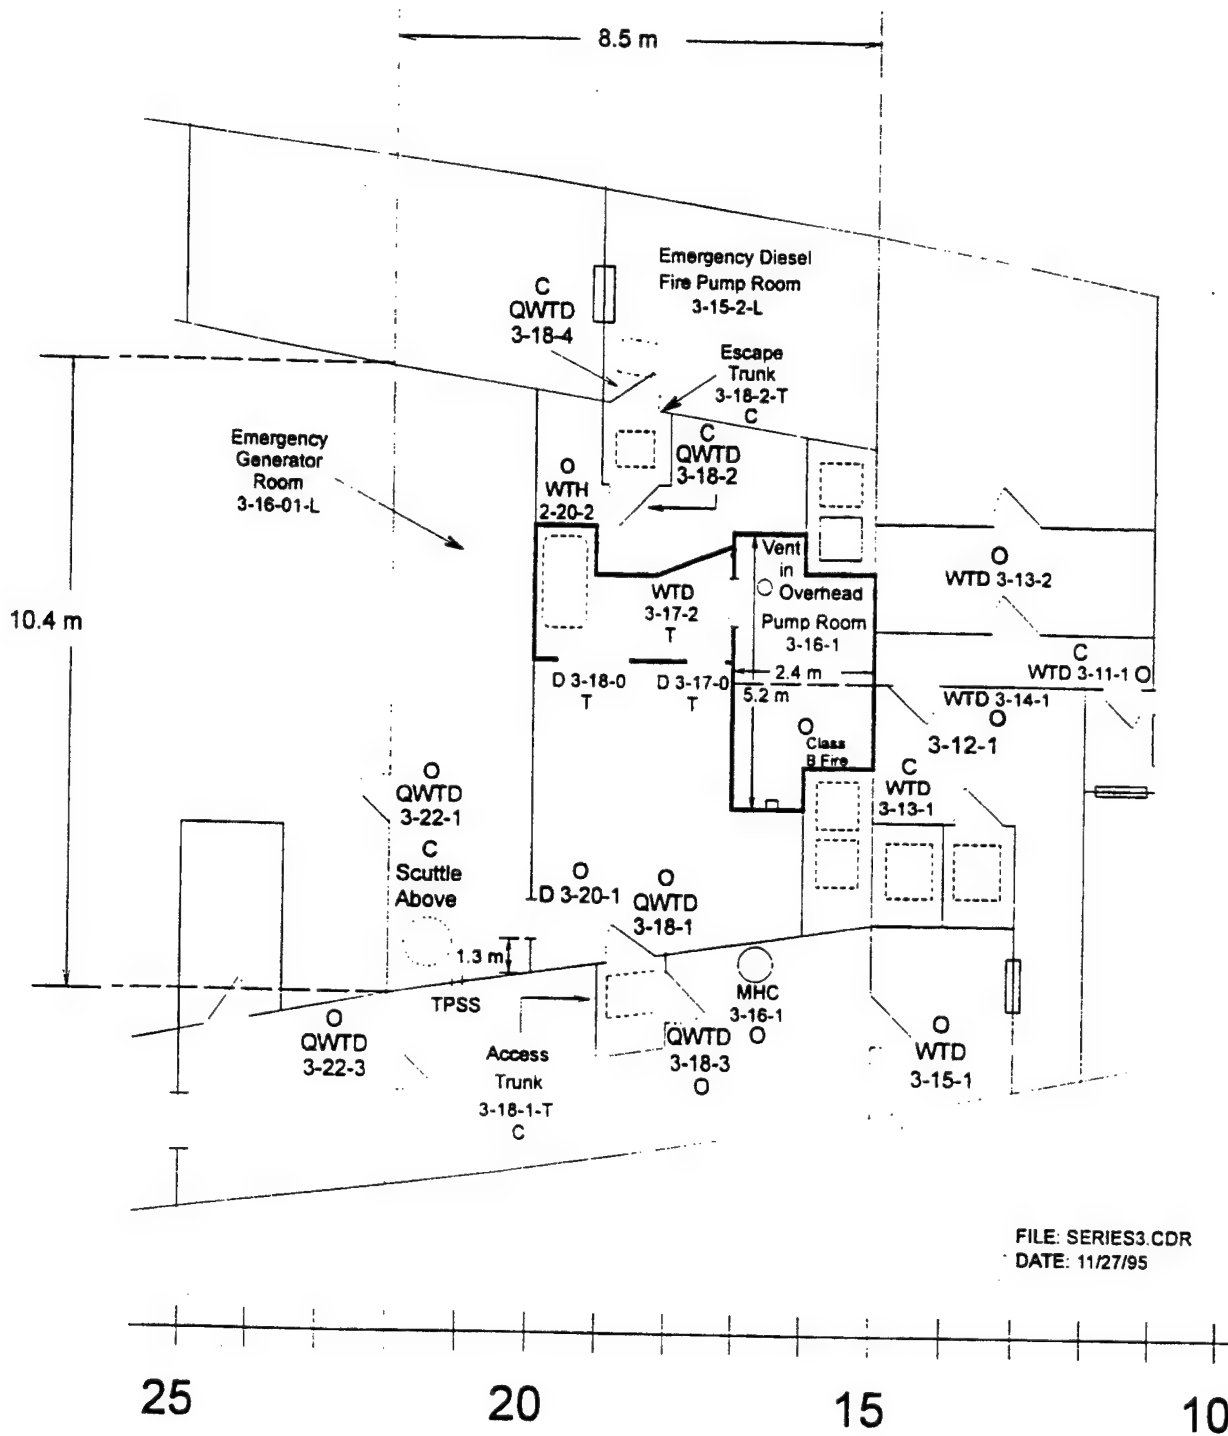 8.5 m
Emergency Diesel
Fire Pump Room
3-15-2-L
C
QWTD
3-18-4
Escape
Trunk
3-18-2-T
C
Emergency
Generator
Room
3-16-01-L
C
QWTD
3-18-2
O
WTH
2-20-2
Vent
in
Overhead
O
WTD 3-13-2
WTD
3-17-2
T
Pump Room
3-16-1
10.4 m
C
WTD 3-11-1 O
D 3-18-0
T
D 3-17-0
T
2.4 m
5.2 m
WTD 3-14-1
O
3-12-1
O
Class
B Fire
O
QWTD
3-22-1
C
WTD
3-13-1
C
Scuttle
Above
O
D 3-20-1
O
QWTD
3-18-1
1.3 m
TPSS
MHC
3-16-1
O
O
QWTD
3-22-3
QWTD
3-18-3
O
O
WTD
3-15-1
Access
Trunk
3-18-1-T
C
FILE: SERIES3.CDR
DATE: 11/27/95
25
20
15
10